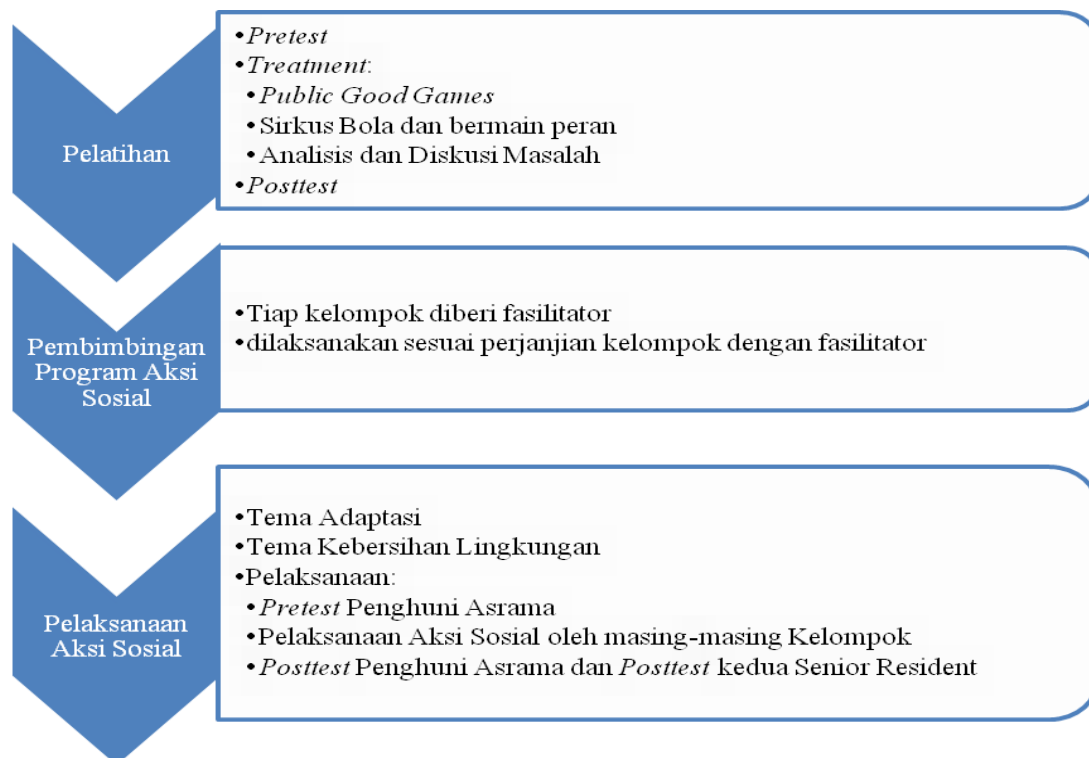 Pelatihan
•Pretest
•Treatment:
•Public Good Games
•Sirkus Bola dan bermain peran
•Analisis dan Diskusi Masalah
•Posttest
Pembimbingan
Program Aksi
Sosial
•Tiap kelompok diberi fasilitator
•dilaksanakan sesuai perjanjian kelompok dengan fasilitator
Pelaksanaan
Aksi Sosial
•Tema Adaptasi
•Tema Kebersihan Lingkungan
•Pelaksanaan:
•Pretest Penghuni Asrama
•Pelaksanaan Aksi Sosial oleh masing-masing Kelompok
•Posttest Penghuni Asrama dan Posttest kedua Senior Resident